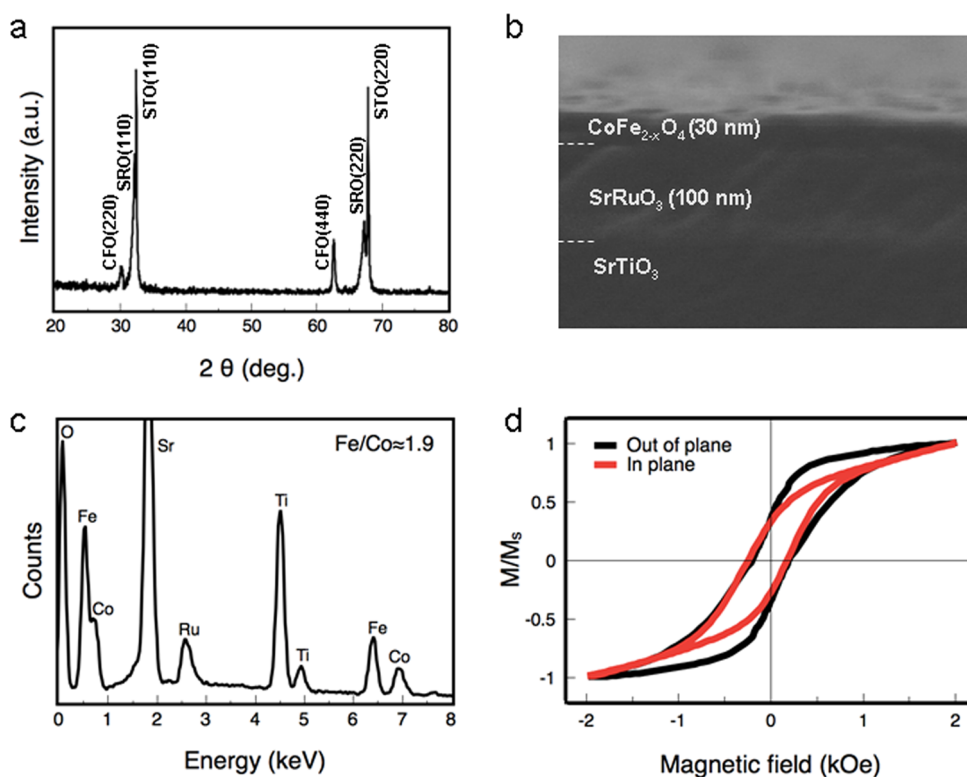 a
Intensity (a.u.)
CFO(220)
SRO(110)
STO(110)
CFO(440)
SRO(220)
STO(220)
20 30 40 50 60 70 80
2 θ (deg.)
b
CoFe₂₋ₓO₄ (30 nm)
SrRuO₃ (100 nm)
SrTiO₃
c
Counts
O
Fe
Co
Sr
Fe/Co≈1.9
Ru
Ti
Ti
Fe
Co
0 1 2 3 4 5 6 7 8
Energy (keV)
d
M/Mₛ
Out of plane
In plane
1
0.5
0
-0.5
-1
-2 -1 0 1 2
Magnetic field (kOe)